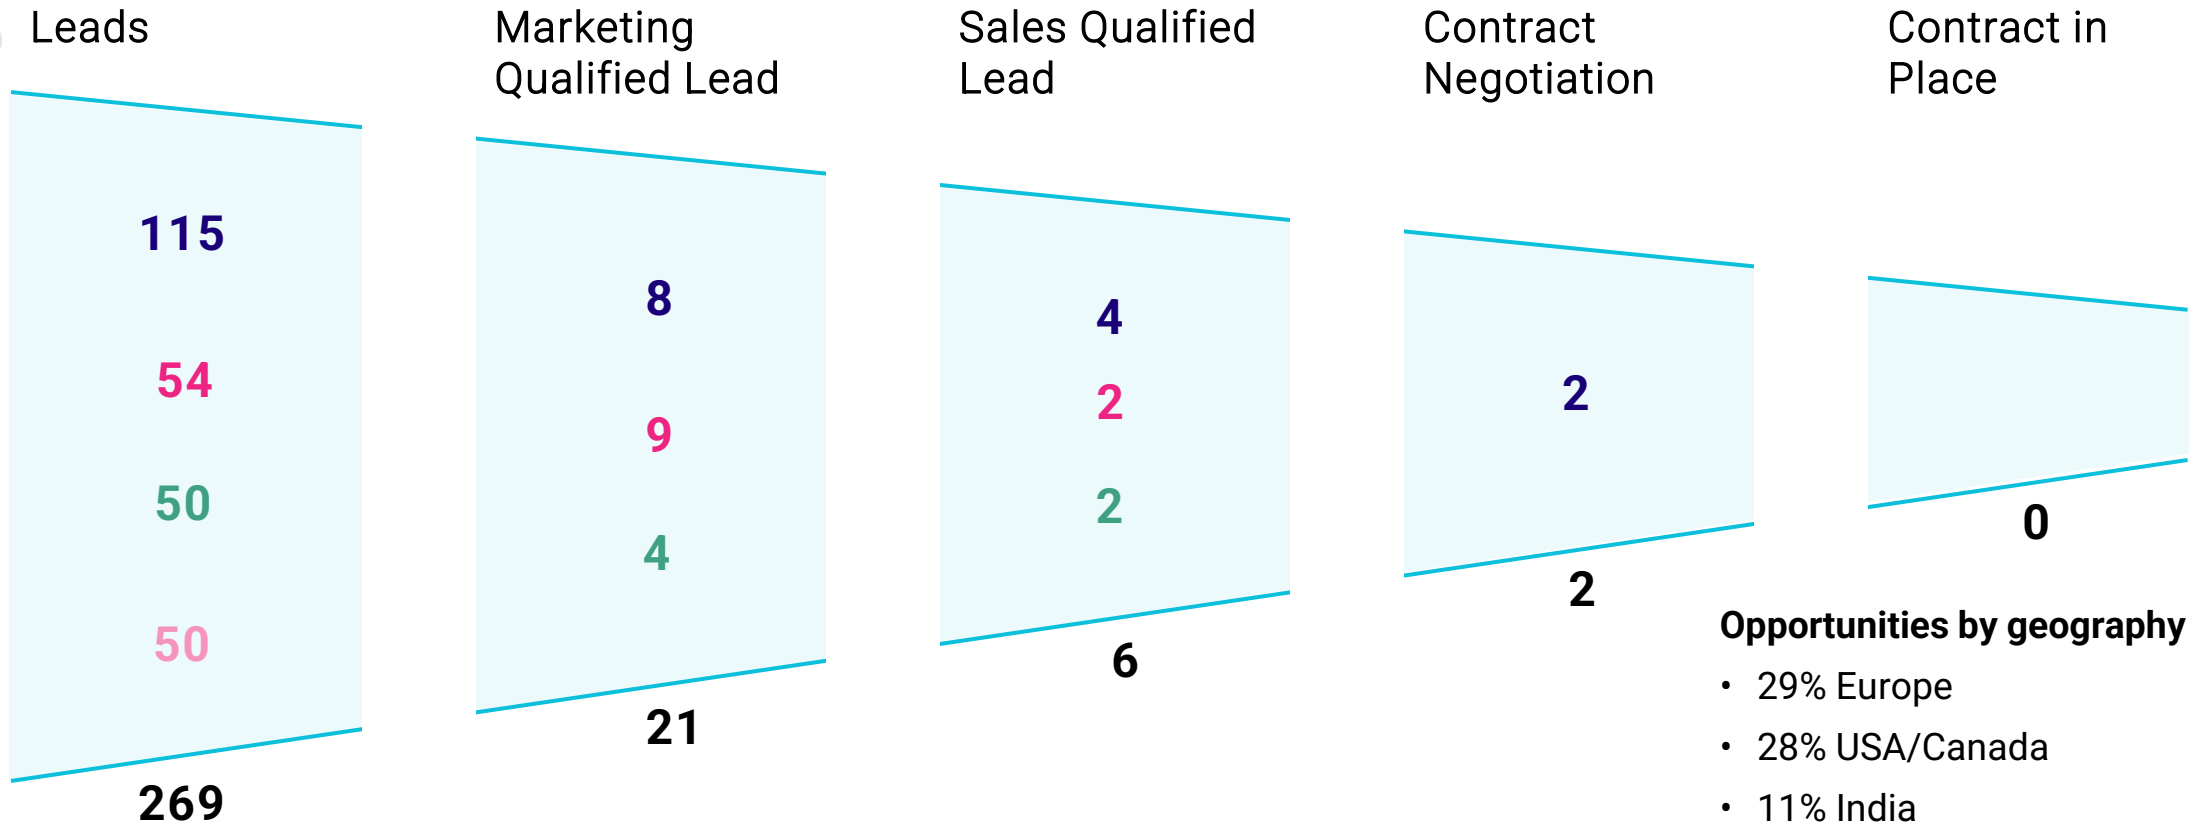 Leads
Marketing
Qualified Lead
Sales Qualified
Lead
Contract
Negotiation
Contract in
Place
115
54
50
50
269
8
9
4
21
4
2
2
6
2
2
0
Opportunities by geography
• 29% Europe
• 28% USA/Canada
• 11% India